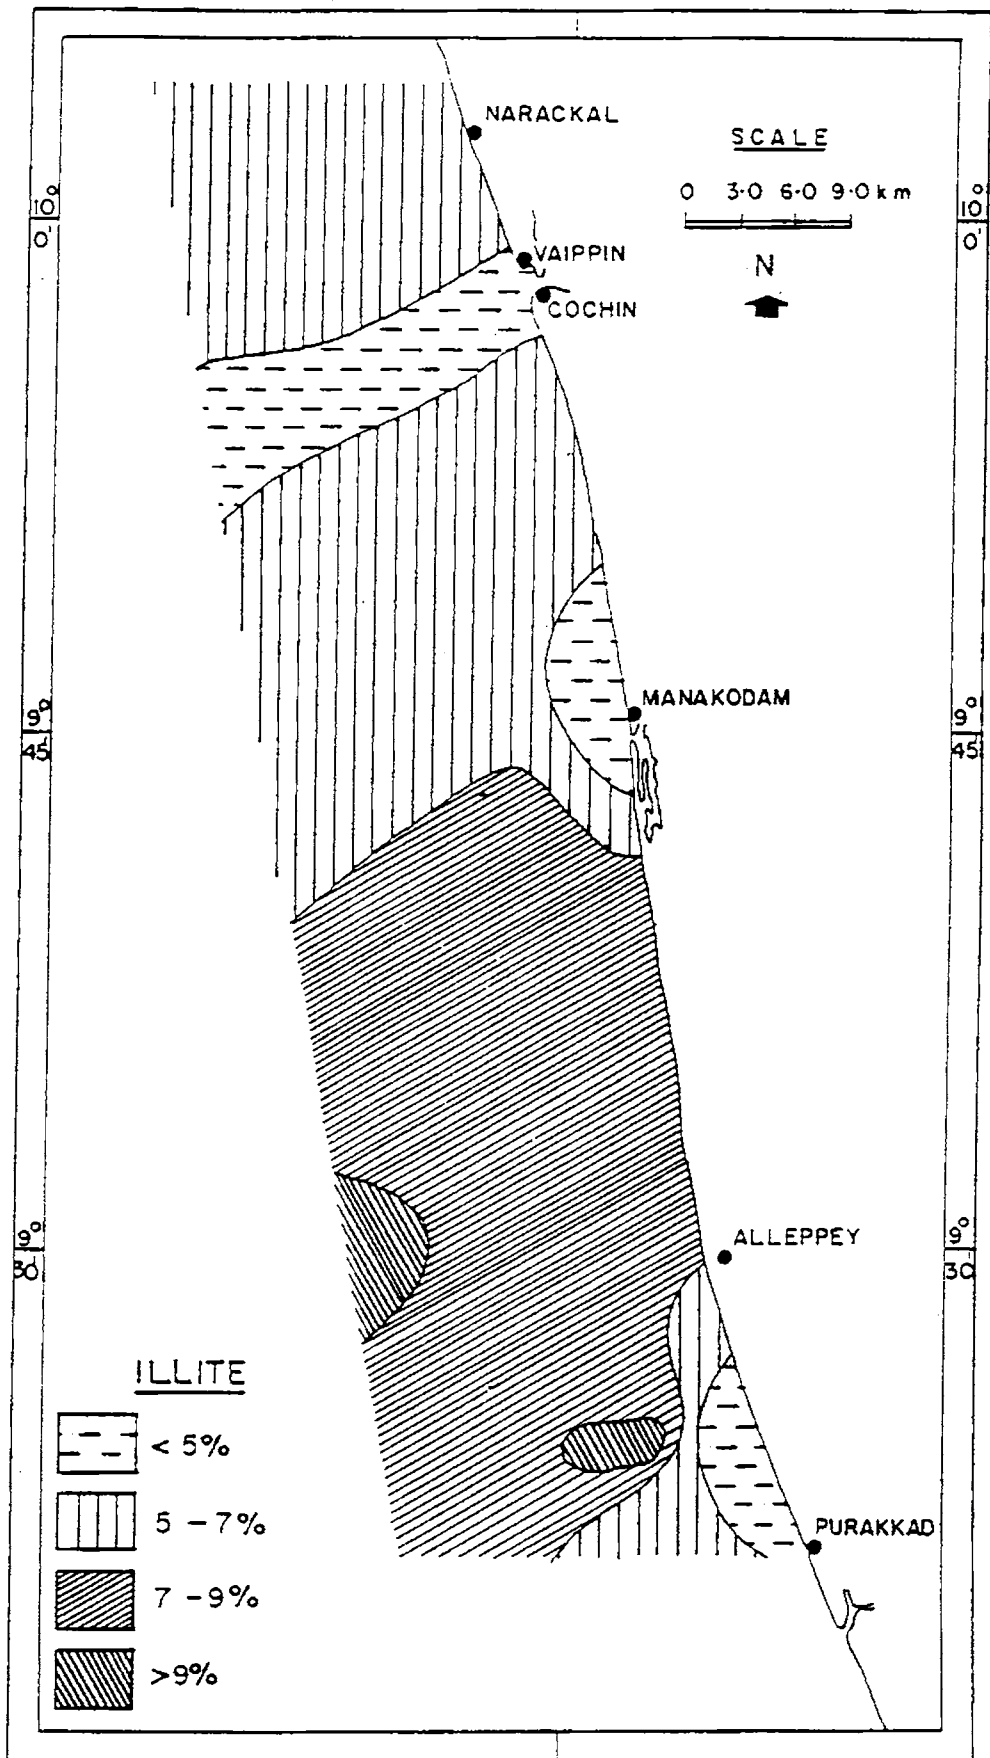 NARACKAL
SCALE
0 3·0 6·0 9·0 km
10°
0'
10°
0'
N
VAIPPIN
COCHIN
MANAKODAM
9°
45'
9°
45'
ALLEPPEY
9°
30'
9°
30'
ILLITE
< 5%
5 - 7%
7 - 9%
>9%
PURAKKAD